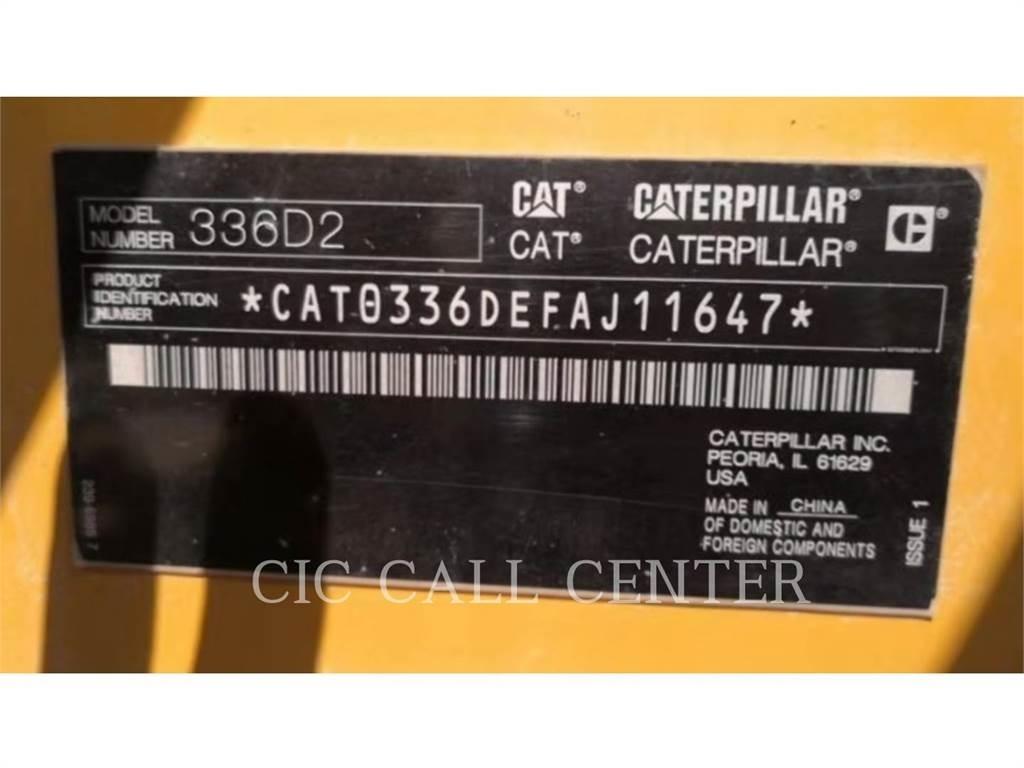 MODEL NUMBER 336D2
CAT® CATERPILLAR®
CAT® CATERPILLAR®
PRODUCT
IDENTIFICATION
NUMBER
*CAT0336DEFAJ11647*
CATERPILLAR INC.
PEORIA, IL 61629
USA
MADE IN CHINA
OF DOMESTIC AND
FOREIGN COMPONENTS
ISSUE 1
CIC CALL CENTER